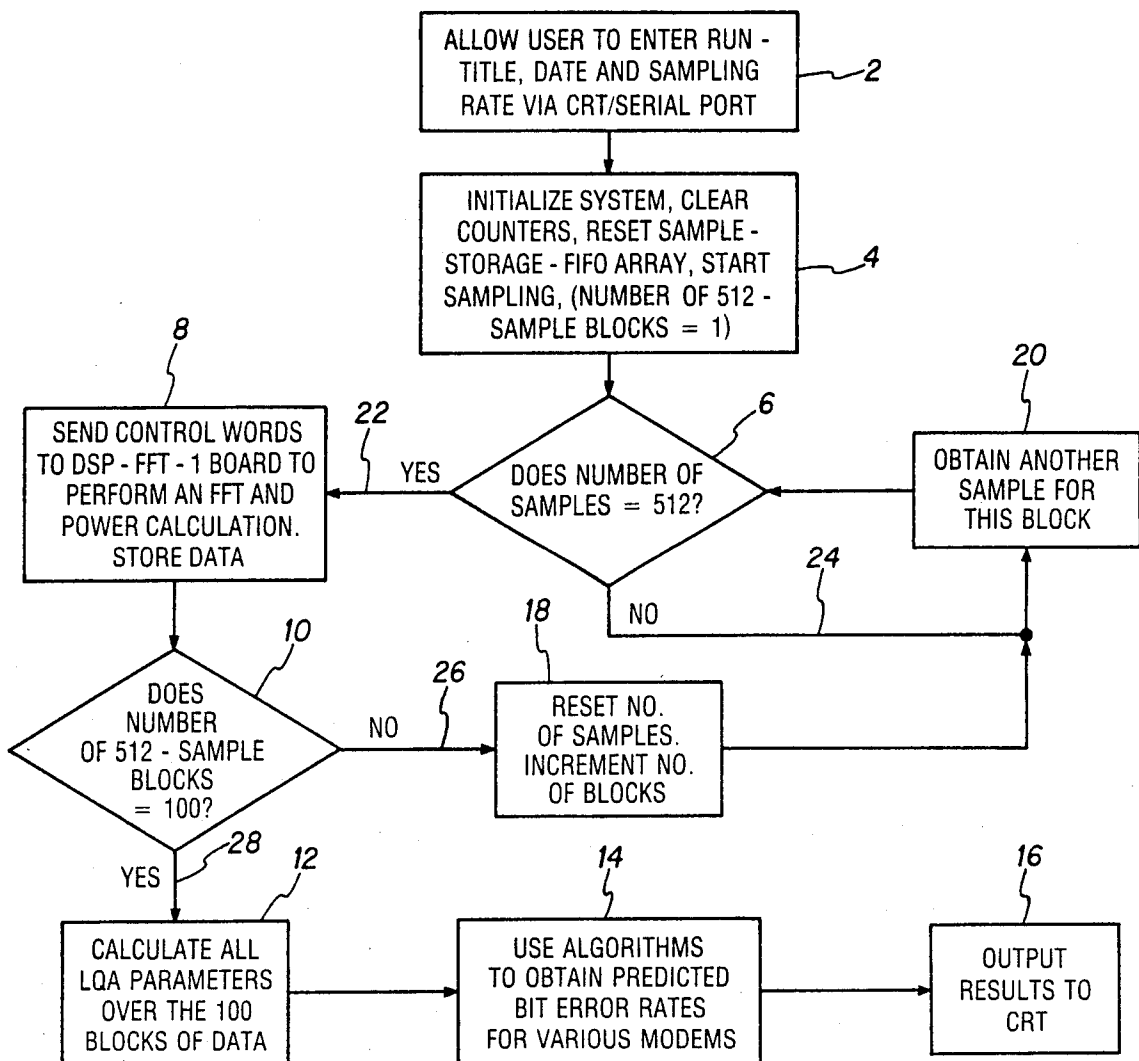 ALLOW USER TO ENTER RUN -
TITLE, DATE AND SAMPLING
RATE VIA CRT/SERIAL PORT
2
INITIALIZE SYSTEM, CLEAR
COUNTERS, RESET SAMPLE -
STORAGE - FIFO ARRAY, START
SAMPLING, (NUMBER OF 512 -
SAMPLE BLOCKS = 1)
4
8
SEND CONTROL WORDS
TO DSP - FFT - 1 BOARD TO
PERFORM AN FFT AND
POWER CALCULATION.
STORE DATA
22
YES
6
DOES NUMBER OF
SAMPLES = 512?
20
OBTAIN ANOTHER
SAMPLE FOR
THIS BLOCK
24
NO
10
DOES
NUMBER
OF 512 - SAMPLE
BLOCKS
= 100?
26
NO
18
RESET NO.
OF SAMPLES.
INCREMENT NO.
OF BLOCKS
28
YES
12
CALCULATE ALL
LQA PARAMETERS
OVER THE 100
BLOCKS OF DATA
14
USE ALGORITHMS
TO OBTAIN PREDICTED
BIT ERROR RATES
FOR VARIOUS MODEMS
16
OUTPUT
RESULTS TO
CRT